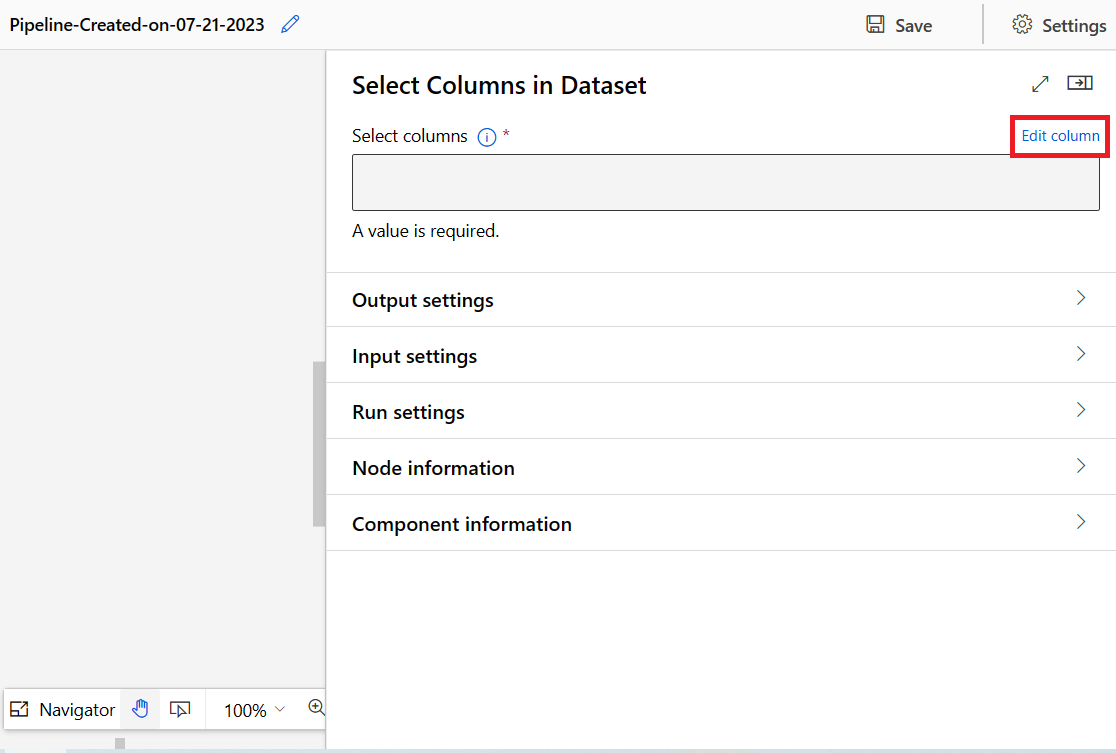 Pipeline-Created-on-07-21-2023 Save Settings
Select Columns in Dataset
Select columns * Edit column
A value is required.
Output settings
Input settings
Run settings
Node information
Component information
Navigator 100%